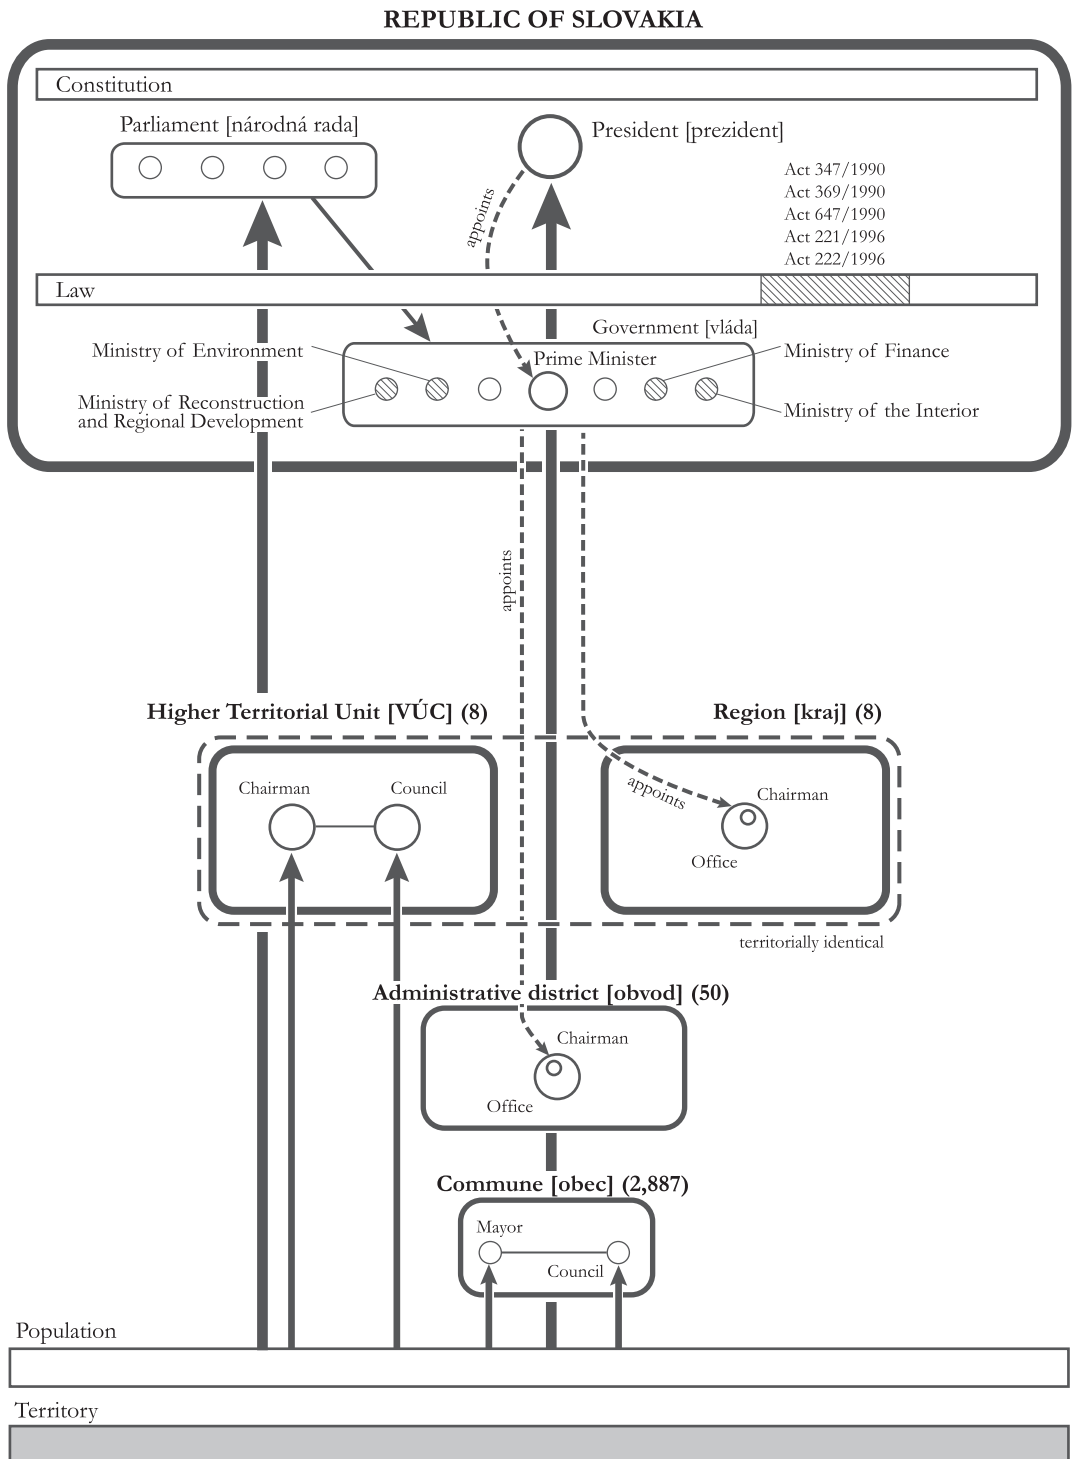 REPUBLIC OF SLOVAKIA
Constitution
Parliament [národná rada]
President [prezident]
Act 347/1990
Act 369/1990
Act 647/1990
Act 221/1996
Act 222/1996
appoints
Law
Government [vláda]
Ministry of Environment
Prime Minister
Ministry of Finance
Ministry of Reconstruction
and Regional Development
Ministry of the Interior
appoints
Higher Territorial Unit [VÚC] (8)
Region [kraj] (8)
Chairman
Council
appoints
Chairman
Office
territorially identical
Administrative district [obvod] (50)
Chairman
Office
Commune [obec] (2,887)
Mayor
Council
Population
Territory